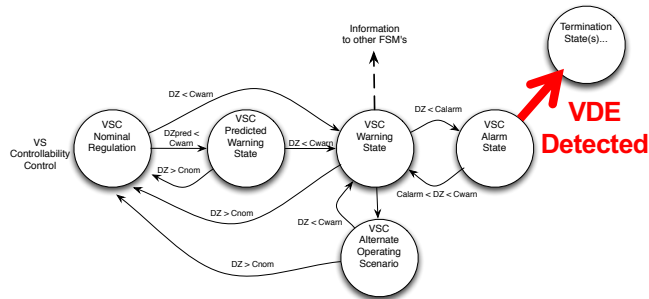 Information
to other FSM's
Termination
State(s)...
VDE
Detected
DZ < Cwarn
DZ < Calarm
VS
Controllability
Control
VSC
Nominal
Regulation
DZpred <
Cwarn
VSC
Predicted
Warning
State
DZ < Cwarn
VSC
Warning
State
VSC
Alarm
State
DZ > Cnom
Calarm < DZ < Cwarn
DZ > Cnom
DZ < Cwarn
VSC
Alternate
Operating
Scenario
DZ > Cnom